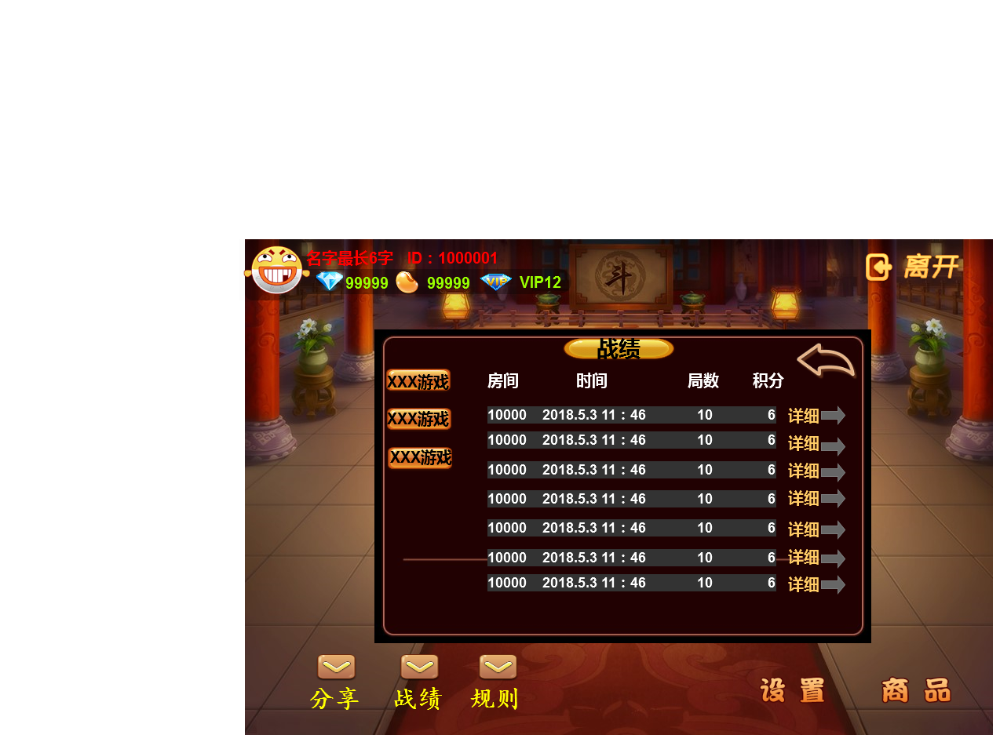 名字最长6字 ID：1000001
99999 99999 VIP VIP12
斗
离开
战绩
XXX游戏
XXX游戏
XXX游戏
房间 时间 局数 积分
10000 2018.5.3 11：46 10 6 详细
10000 2018.5.3 11：46 10 6 详细
10000 2018.5.3 11：46 10 6 详细
10000 2018.5.3 11：46 10 6 详细
10000 2018.5.3 11：46 10 6 详细
10000 2018.5.3 11：46 10 6 详细
10000 2018.5.3 11：46 10 6 详细
分享 战绩 规则
设置 商品